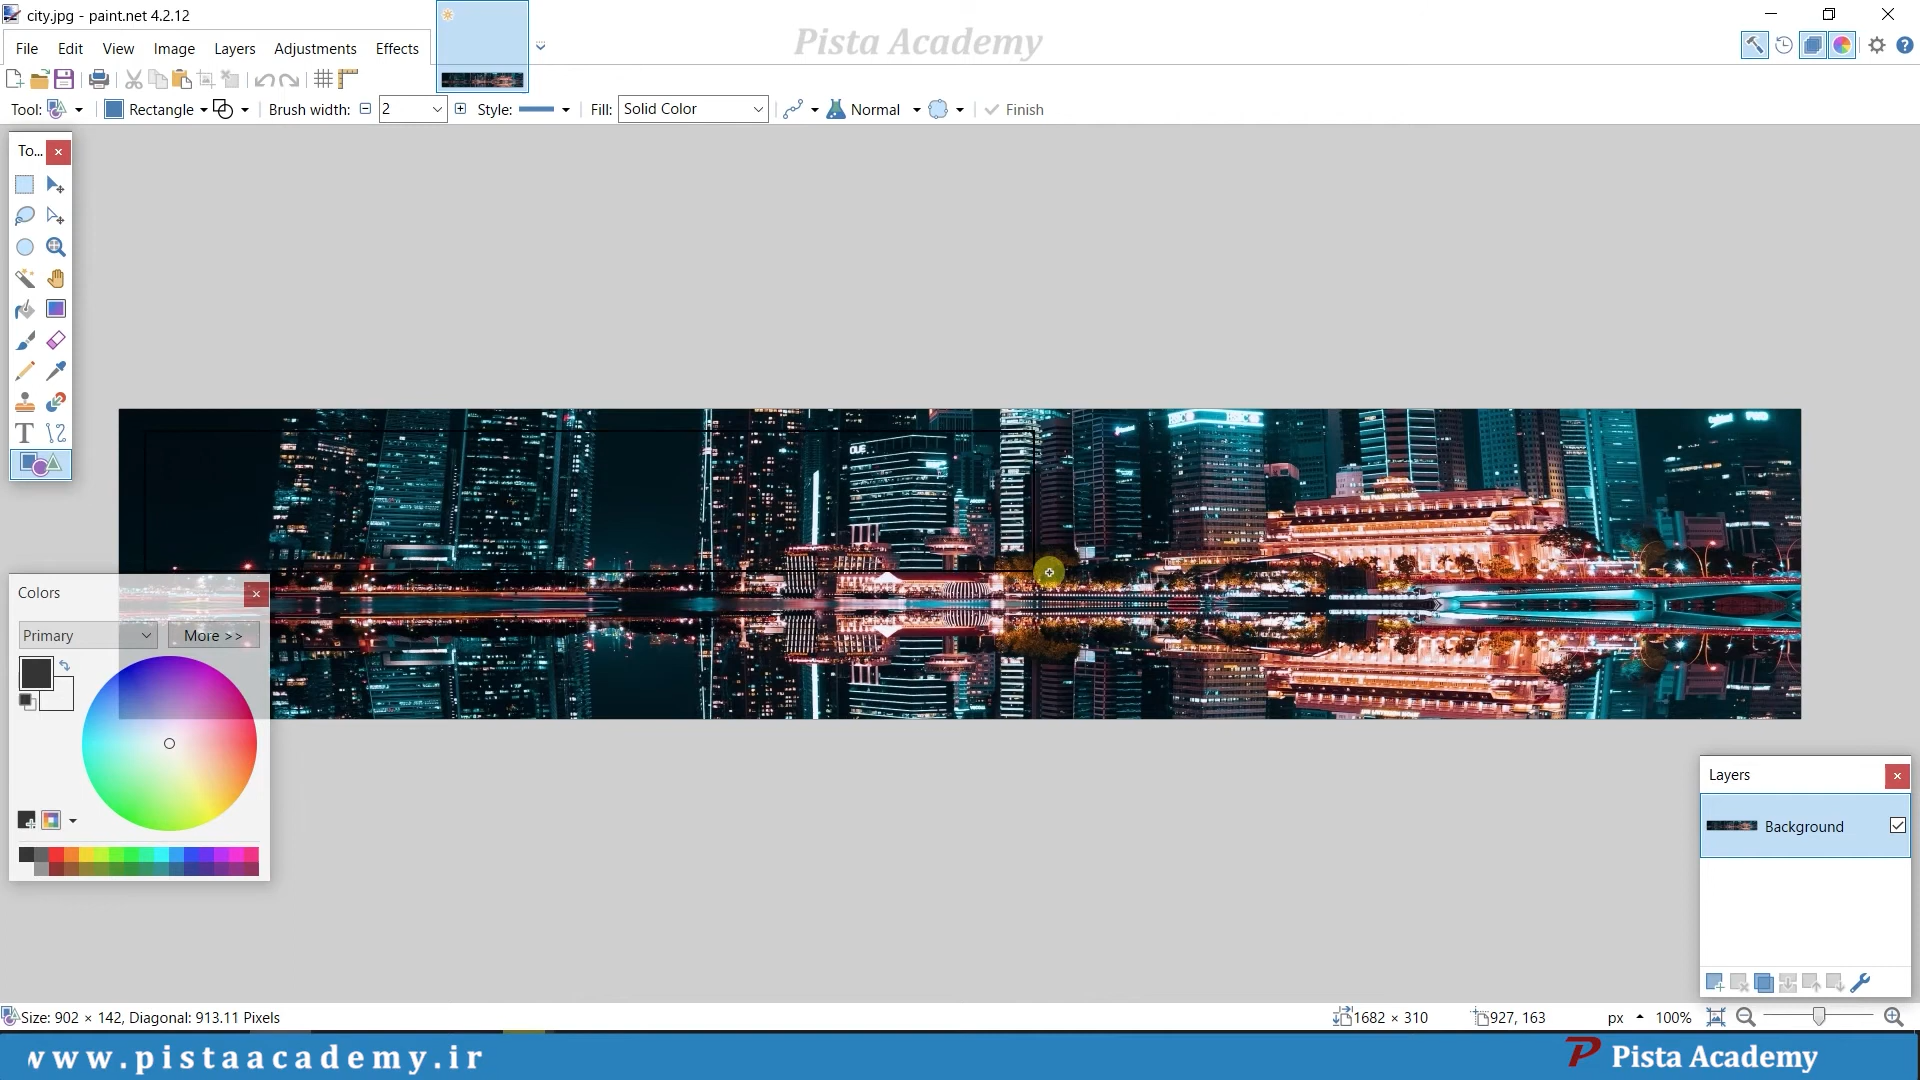 city.jpg - paint.net 4.2.12
Pista Academy
File Edit View Image Layers Adjustments Effects
Tool: Rectangle Brush width: 2 Style: Fill: Solid Color Normal Finish
To...
Colors
Primary More >>
Layers
Background
Size: 902 × 142, Diagonal: 913.11 Pixels 1682 × 310 927, 163 px 100%
www.pistaacademy.ir
Pista Academy